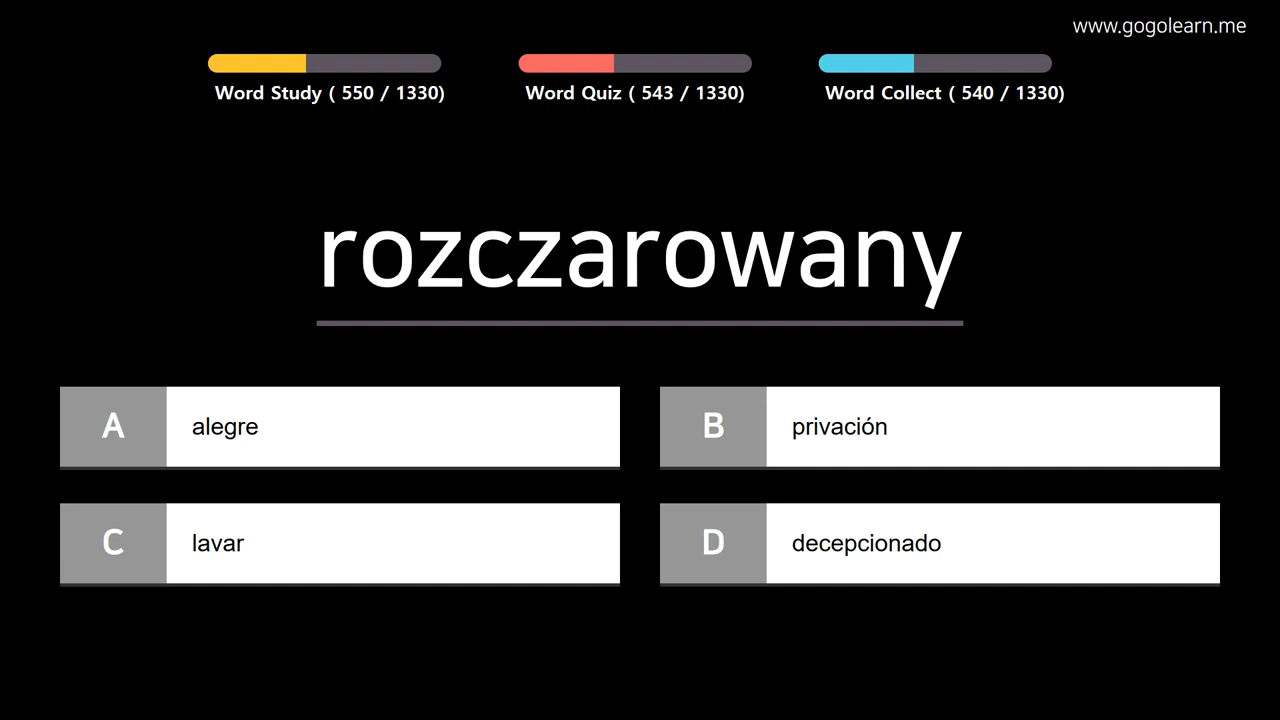 www.gogolearn.me
Word Study ( 550 / 1330)
Word Quiz ( 543 / 1330)
Word Collect ( 540 / 1330)
rozczarowany
A alegre
B privación
C lavar
D decepcionado